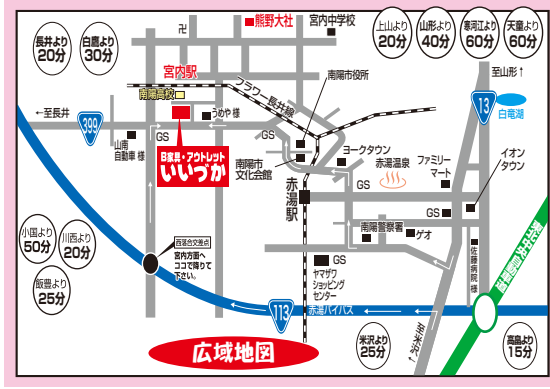 長井より
20分
白鷹より
30分
卍
熊野大社
宮内中学校
上山より
20分
山形より
40分
寒河江より
60分
天童より
60分
宮内駅
フラワー長井線
南陽市役所
至山形↑
南陽高校
13
白竜湖
←至長井
399
うめや 様
GS
山南
自動車 様
B家具・アウトレット
いいづか
南陽市
文化会館
ヨークタウン
赤湯温泉
ファミリー
マート
イオン
タウン
GS
赤湯駅
GS
小国より
50分
川西より
20分
飯豊より
25分
西落合交差点
宮内方面へ
ココで降りて
下さい。
南陽警察署
ゲオ
佐藤病院 様
GS
ヤマザワ
ショッピング
センター
113
赤湯バイパス
広域地図
米沢より
25分
↑至米沢
高畠より
15分